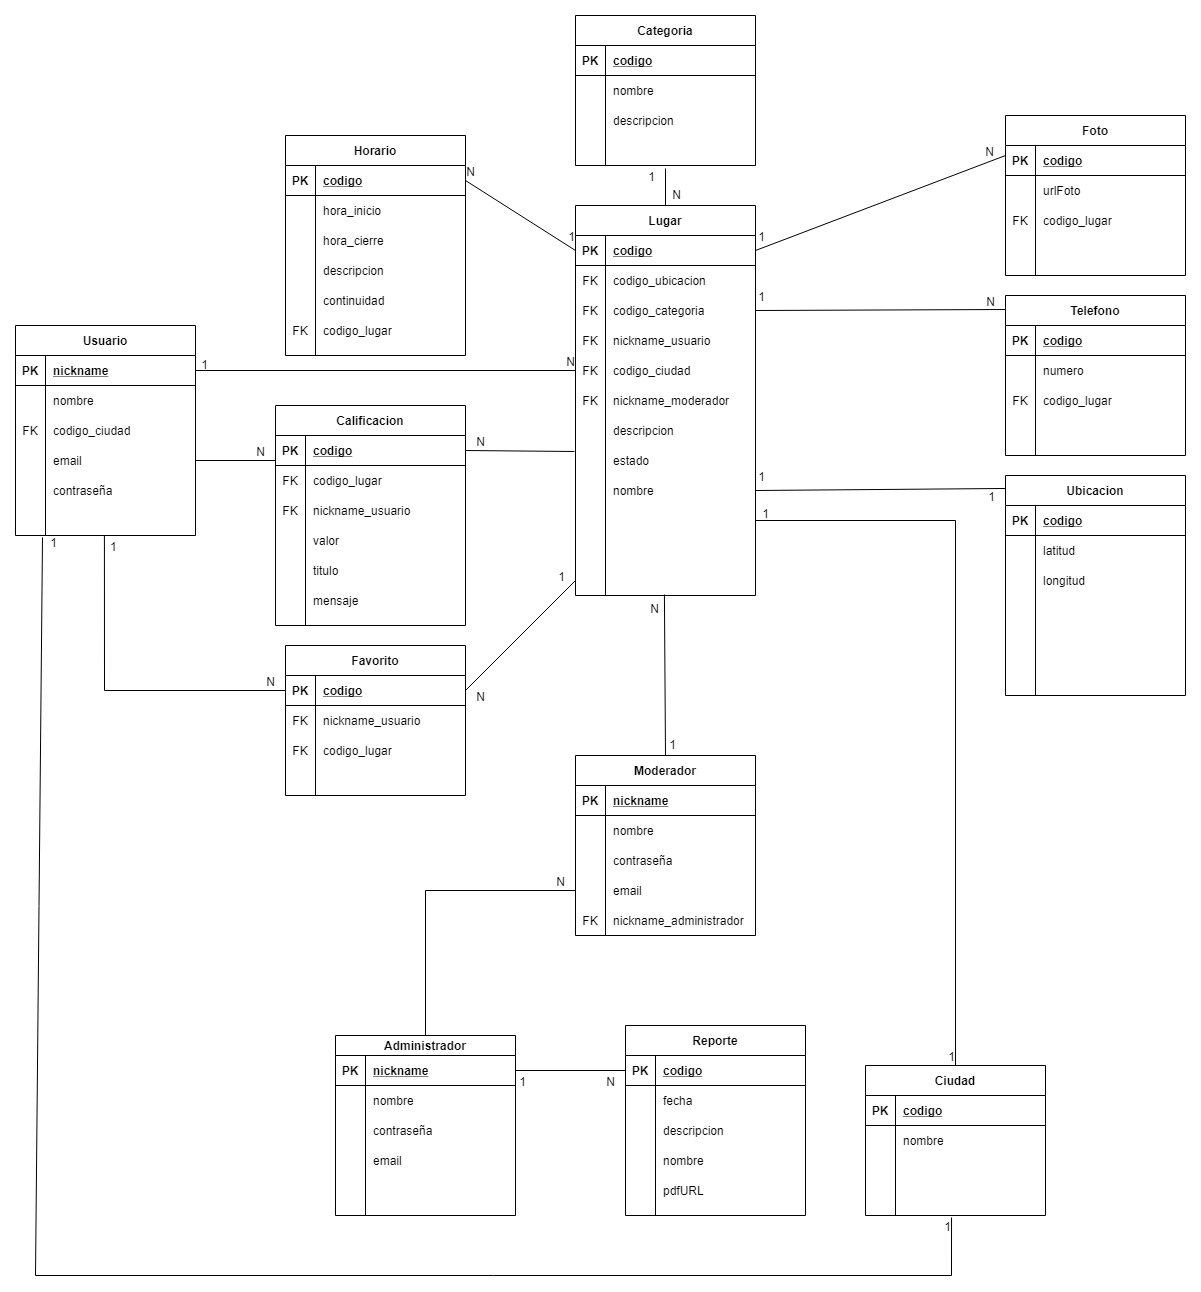 Categoria
PK codigo
nombre
descripcion
1
N
Horario
PK codigo
hora_inicio
hora_cierre
descripcion
continuidad
FK codigo_lugar
N
1
Foto
PK codigo
urlFoto
FK codigo_lugar
N
1
Lugar
PK codigo
FK codigo_ubicacion
FK codigo_categoria
FK nickname_usuario
FK codigo_ciudad
FK nickname_moderador
descripcion
estado
nombre
Telefono
PK codigo
numero
FK codigo_lugar
1
N
Usuario
PK nickname
nombre
FK codigo_ciudad
email
contraseña
1
N
Calificacion
PK codigo
FK codigo_lugar
FK nickname_usuario
valor
titulo
mensaje
N
N
Ubicacion
PK codigo
latitud
longitud
1
1
1
1
1
1
N
Favorito
PK codigo
FK nickname_usuario
FK codigo_lugar
N
N
1
Moderador
PK nickname
nombre
contraseña
email
FK nickname_administrador
N
Administrador
PK nickname
nombre
contraseña
email
1
N
Reporte
PK codigo
fecha
descripcion
nombre
pdfURL
1
Ciudad
PK codigo
nombre
1